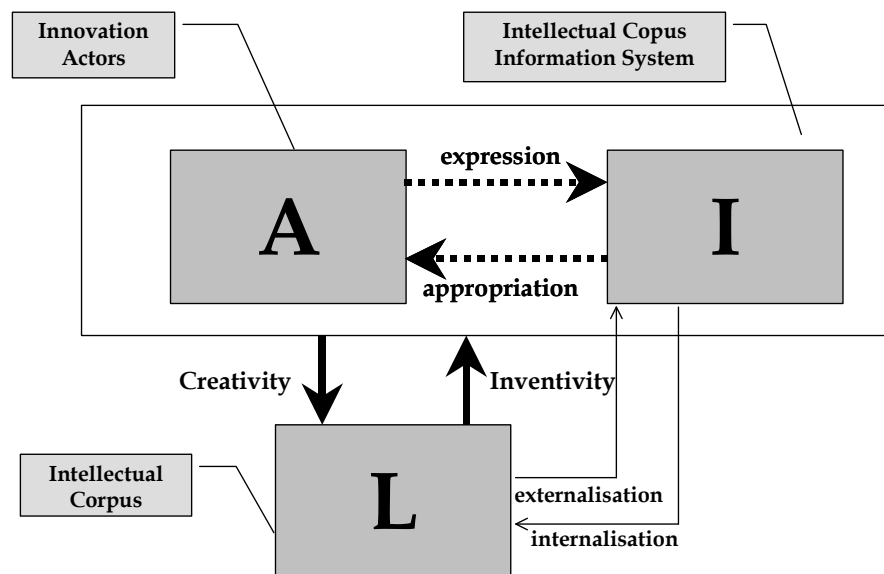 Innovation
Actors
Intellectual Copus
Information System
expression
A
I
appropriation
Creativity
Inventivity
Intellectual
Corpus
L
externalisation
internalisation